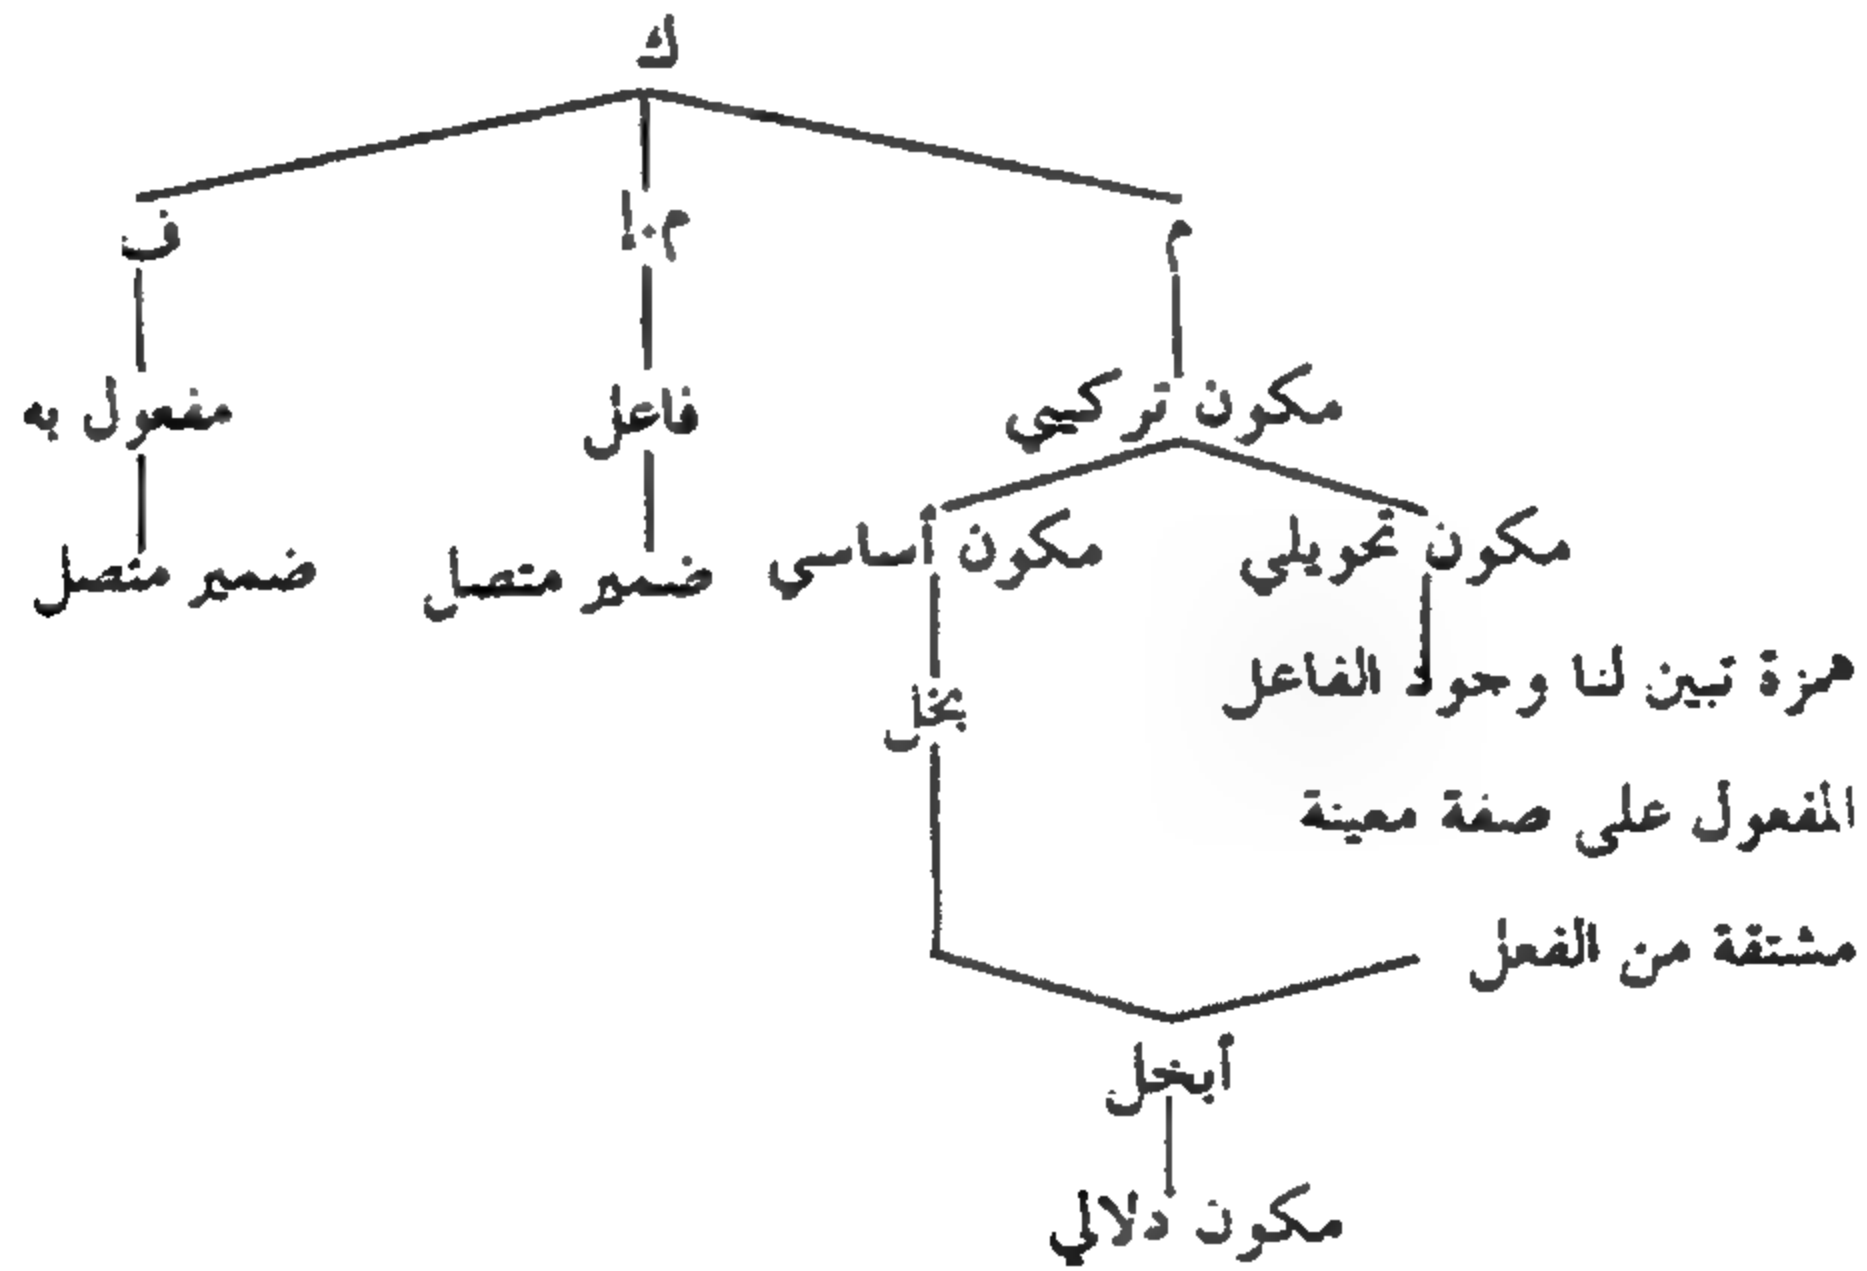 ك
م م.إ ف
مكون تركيبي فاعل مفعول به
مكون تحويلي مكون أساسي ضمير متصل ضمير متصل
همزة تبين لنا وجود الفاعل بخل
المفعول على صفة معينة
مشتقة من الفعل
أبخل
مكون دلالي